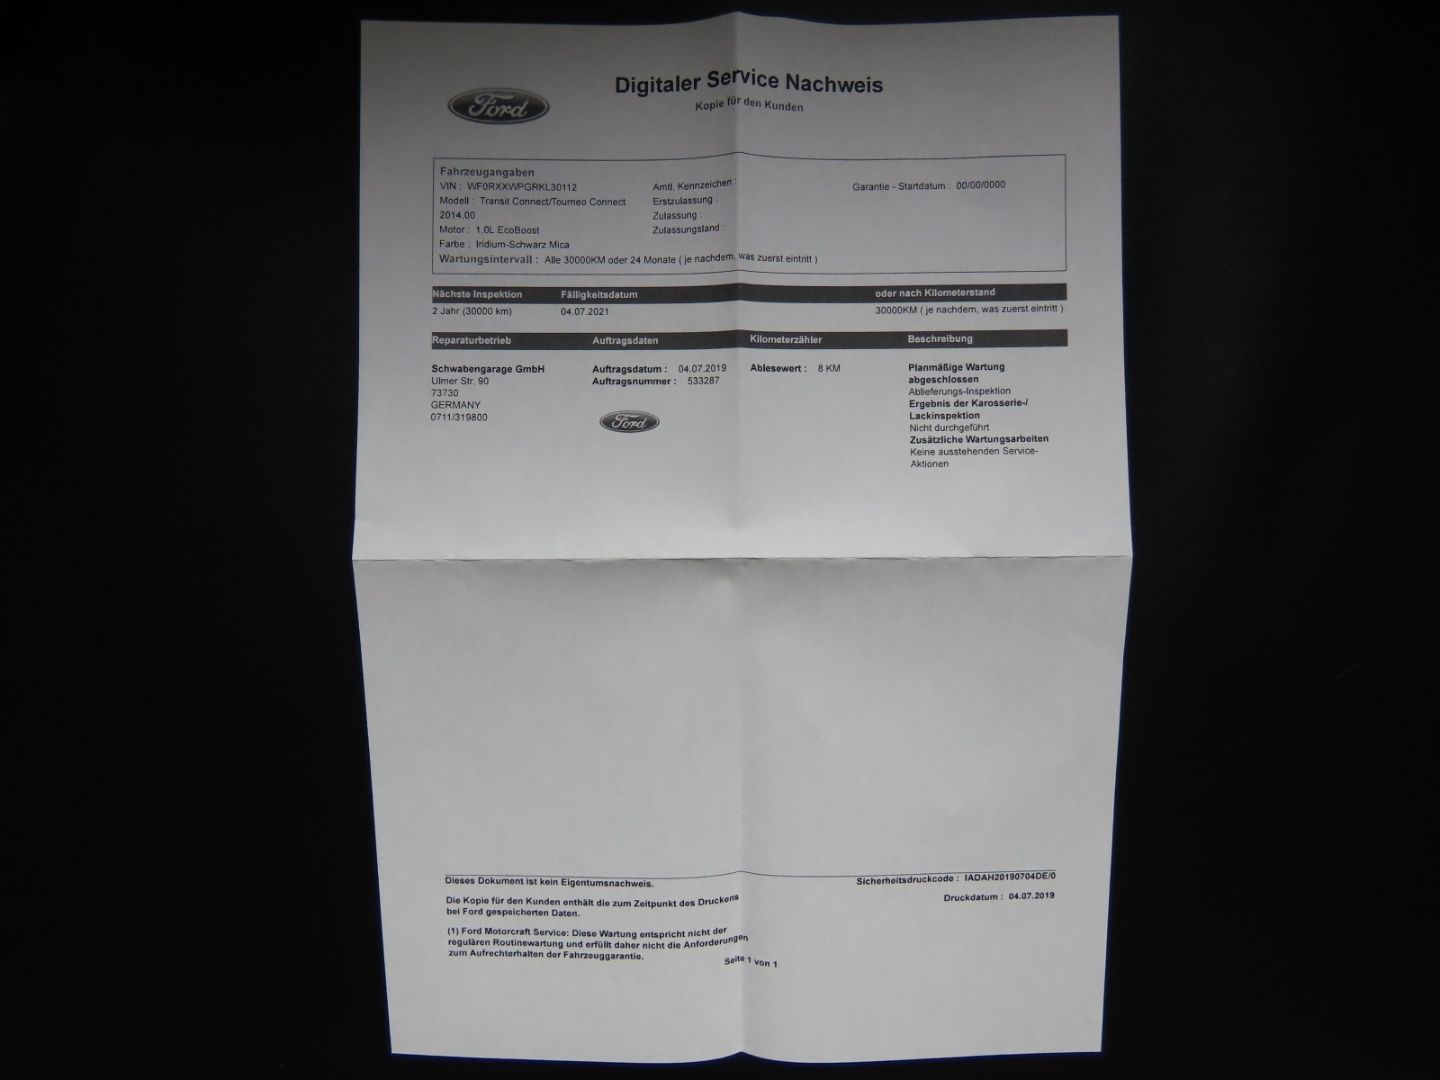 Digitaler Service Nachweis
Kopie für den Kunden
Ford
Fahrzeugangaben
VIN : WF0RXXWPGRKL30112 Amtl. Kennzeichen : Garantie - Startdatum : 00/00/0000
Modell : Transit Connect/Tourneo Connect Erstzulassung :
2014.00 Zulassung :
Motor : 1.0L EcoBoost Zulassungsland :
Farbe : Iridium-Schwarz Mica
Wartungsintervall : Alle 30000KM oder 24 Monate ( je nachdem, was zuerst eintritt )
Nächste Inspektion Fälligkeitsdatum oder nach Kilometerstand
2 Jahr (30000 km) 04.07.2021 30000KM ( je nachdem, was zuerst eintritt )
Reparaturbetrieb Auftragsdaten Kilometerzähler Beschreibung
Schwabengarage GmbH Auftragsdatum : 04.07.2019 Ablesewert : 8 KM Planmäßige Wartung
Ulmer Str. 90 Auftragsnummer : 533287 abgeschlossen
73730 Ablieferungs-Inspektion
GERMANY Ergebnis der Karosserie-/
0711/319800 Lackinspektion
Ford Nicht durchgeführt
Zusätzliche Wartungsarbeiten
Keine ausstehenden Service-
Aktionen
Dieses Dokument ist kein Eigentumsnachweis. Sicherheitsdruckcode : IADAH20190704DE/0
Die Kopie für den Kunden enthält die zum Zeitpunkt des Druckens Druckdatum : 04.07.2019
bei Ford gespeicherten Daten.
(1) Ford Motorcraft Service: Diese Wartung entspricht nicht der
regulären Routinewartung und erfüllt daher nicht die Anforderungen
zum Aufrechterhalten der Fahrzeuggarantie.
Seite 1 von 1